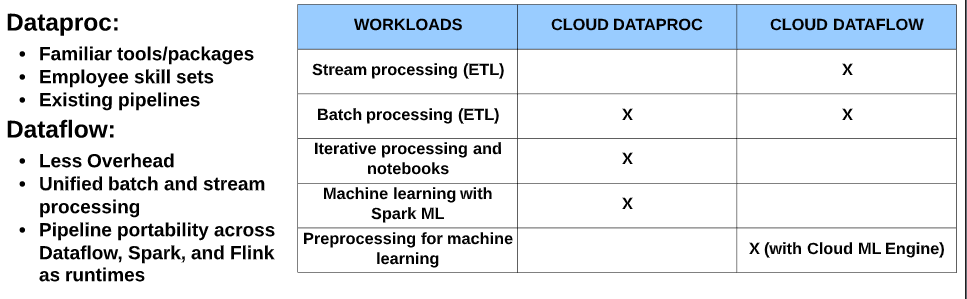 Dataproc:
• Familiar tools/packages
• Employee skill sets
• Existing pipelines
Dataflow:
• Less Overhead
• Unified batch and stream
processing
• Pipeline portability across
Dataflow, Spark, and Flink
as runtimes
WORKLOADS CLOUD DATAPROC CLOUD DATAFLOW
Stream processing (ETL) X
Batch processing (ETL) X X
Iterative processing and
notebooks X
Machine learning with
Spark ML X
Preprocessing for machine
learning X (with Cloud ML Engine)